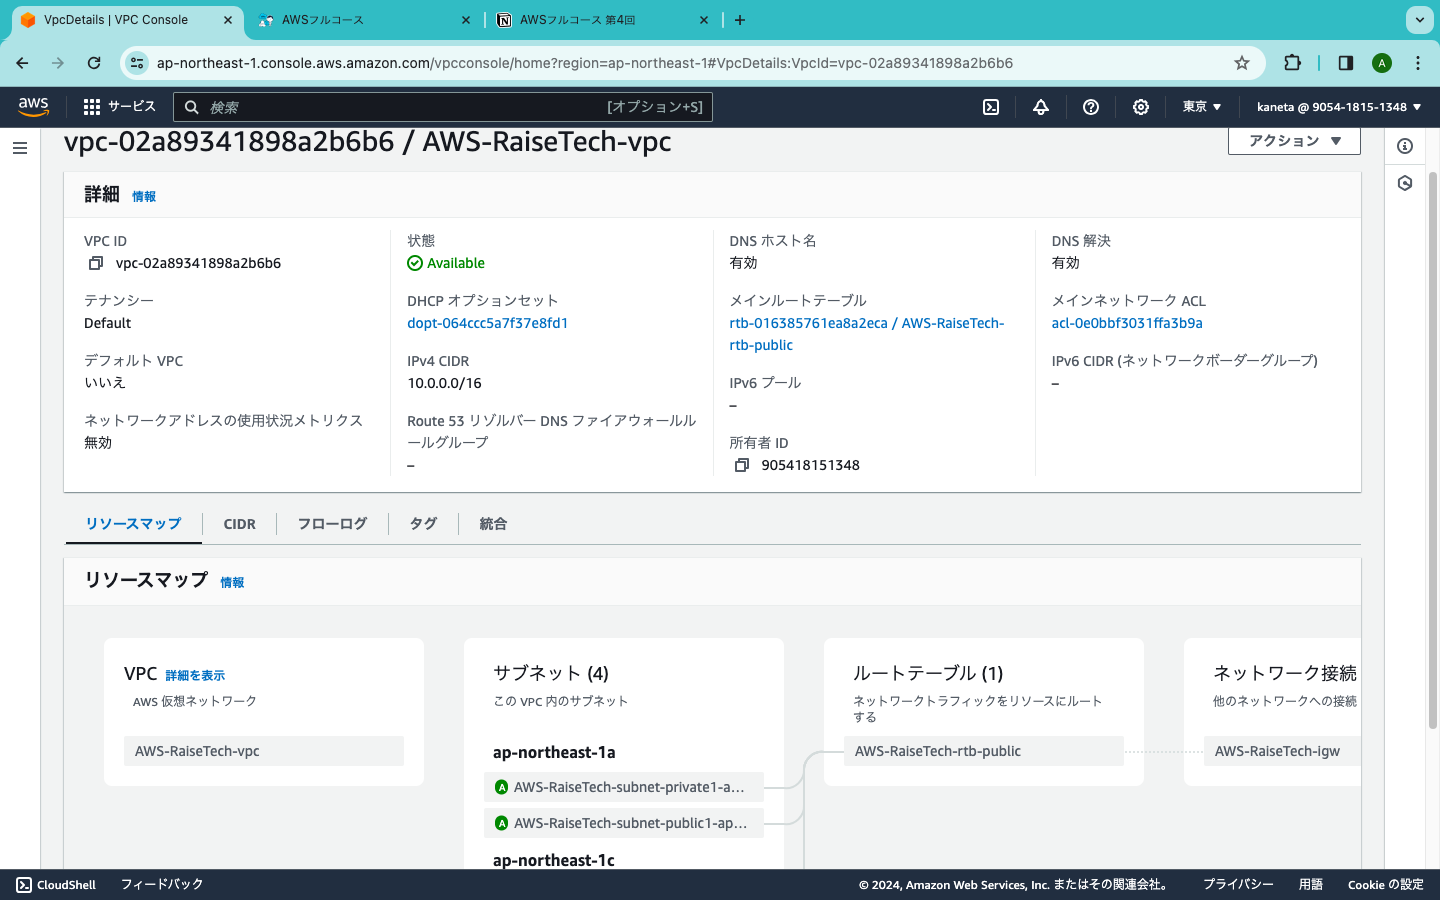 VpcDetails | VPC Console
AWSフルコース
AWSフルコース 第4回
ap-northeast-1.console.aws.amazon.com/vpcconsole/home?region=ap-northeast-1#VpcDetails:VpcId=vpc-02a89341898a2b6b6
A
aws
サービス
検索
[オプション+S]
東京
kaneta @ 9054-1815-1348
vpc-02a89341898a2b6b6 / AWS-RaiseTech-vpc
アクション
詳細 情報
VPC ID
vpc-02a89341898a2b6b6
状態
Available
DNS ホスト名
有効
DNS 解決
有効
テナンシー
Default
DHCP オプションセット
dopt-064ccc5a7f37e8fd1
メインルートテーブル
rtb-016385761ea8a2eca / AWS-RaiseTech-
rtb-public
メインネットワーク ACL
acl-0e0bbf3031ffa3b9a
デフォルト VPC
いいえ
IPv4 CIDR
10.0.0.0/16
IPv6 プール
–
IPv6 CIDR (ネットワークボーダーグループ)
–
ネットワークアドレスの使用状況メトリクス
無効
Route 53 リゾルバー DNS ファイアウォールル
ールグループ
–
所有者 ID
905418151348
リソースマップ
CIDR
フローログ
タグ
統合
リソースマップ 情報
VPC 詳細を表示
AWS 仮想ネットワーク
AWS-RaiseTech-vpc
サブネット (4)
この VPC 内のサブネット
ap-northeast-1a
A AWS-RaiseTech-subnet-private1-a...
A AWS-RaiseTech-subnet-public1-ap...
ap-northeast-1c
ルートテーブル (1)
ネットワークトラフィックをリソースにルート
する
AWS-RaiseTech-rtb-public
ネットワーク接続
他のネットワークへの接続
AWS-RaiseTech-igw
CloudShell
フィードバック
© 2024, Amazon Web Services, Inc. またはその関連会社。
プライバシー
用語
Cookie の設定